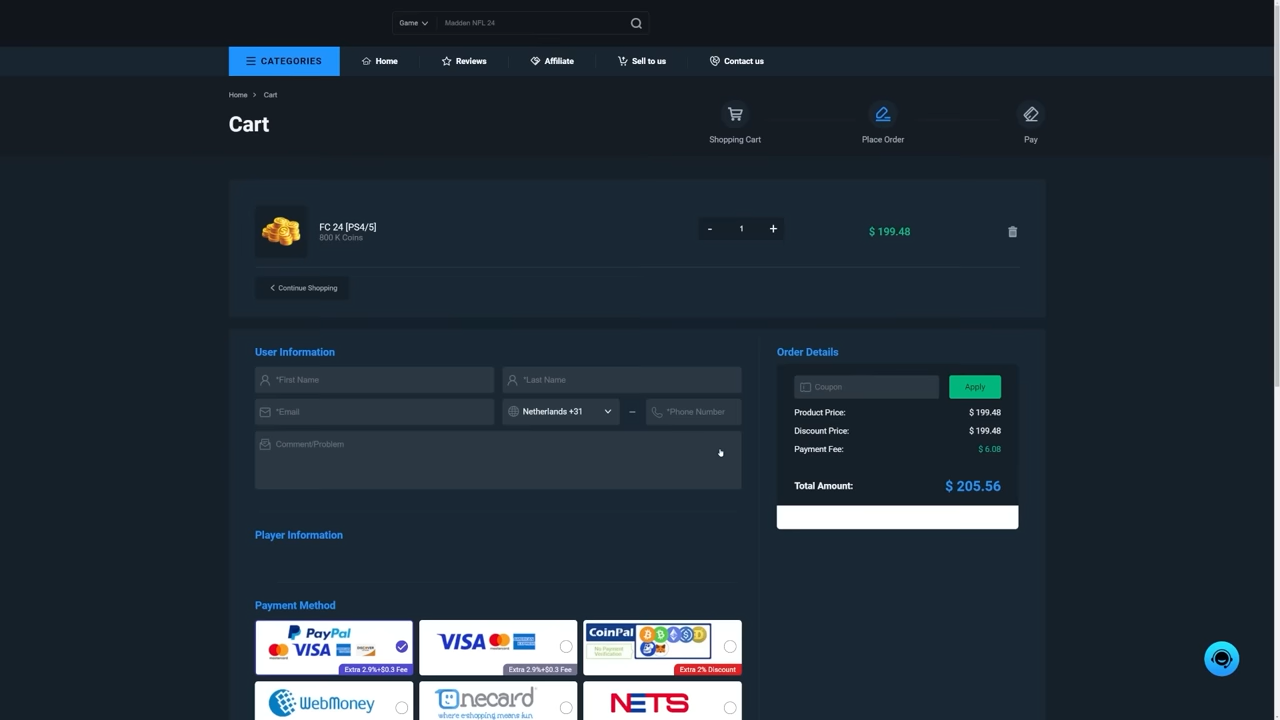 Game
Madden NFL 24
CATEGORIES
Home
Reviews
Affiliate
Sell to us
Contact us
Home > Cart
Cart
Shopping Cart
Place Order
Pay
FC 24 [PS4/5]
800 K Coins
- 1 +
$ 199.48
Continue Shopping
User Information
*First Name
*Last Name
*Email
Netherlands +31
*Phone Number
Comment/Problem
Order Details
Coupon
Apply
Product Price: $ 199.48
Discount Price: $ 199.48
Payment Fee: $ 6.08
Total Amount: $ 205.56
Player Information
Payment Method
PayPal
VISA
DISCOVER
Extra 2.9%+$0.3 Fee
VISA
Extra 2.9%+$0.3 Fee
CoinPal
No Payment
Verification
Extra 2% Discount
WebMoney
onecard
where eshopping means fun
NETS